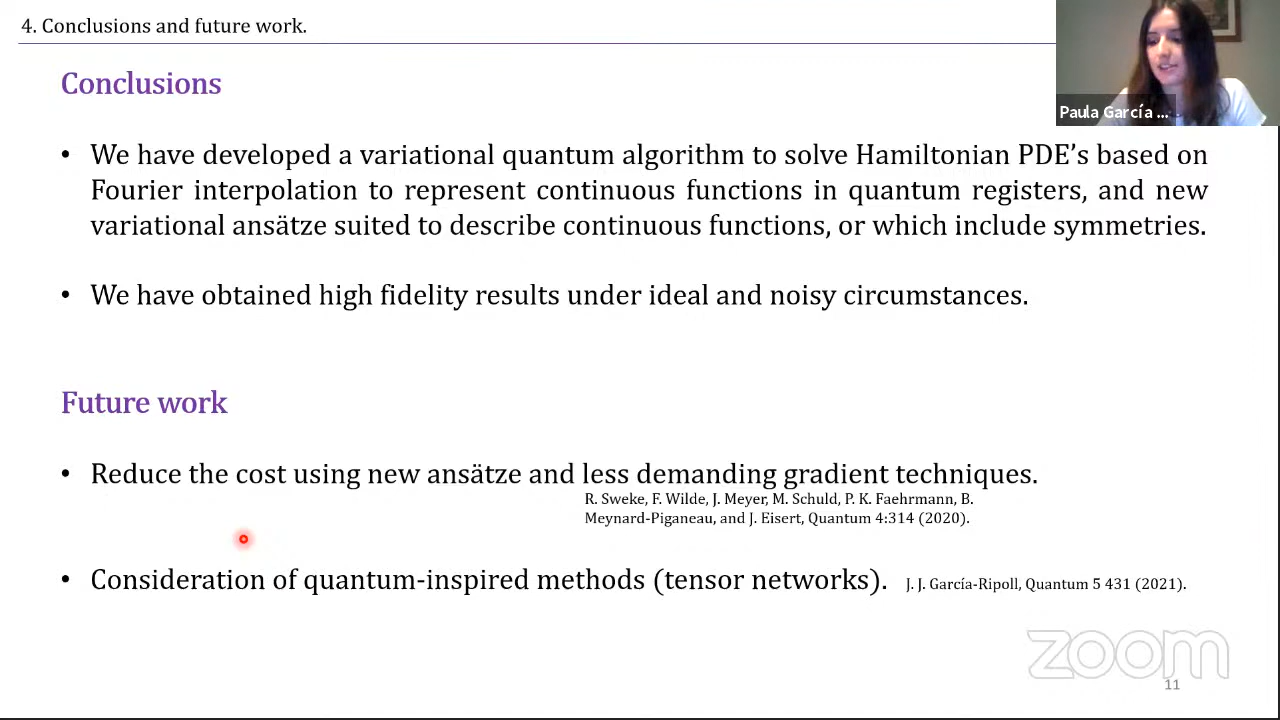 4. Conclusions and future work.
Paula García ...
Conclusions
• We have developed a variational quantum algorithm to solve Hamiltonian PDE’s based on
Fourier interpolation to represent continuous functions in quantum registers, and new
variational ansätze suited to describe continuous functions, or which include symmetries.
• We have obtained high fidelity results under ideal and noisy circumstances.
Future work
• Reduce the cost using new ansätze and less demanding gradient techniques.
R. Sweke, F. Wilde, J. Meyer, M. Schuld, P. K. Faehrmann, B.
Meynard-Piganeau, and J. Eisert, Quantum 4:314 (2020).
• Consideration of quantum-inspired methods (tensor networks). J. J. García-Ripoll, Quantum 5 431 (2021).
zoom
11